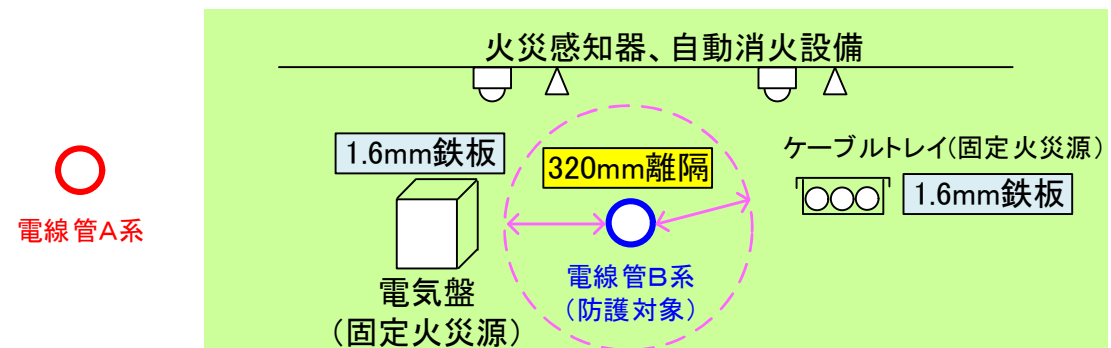 火災感知器、自動消火設備
1.6mm鉄板
320mm離隔
ケーブルトレイ(固定火災源)
1.6mm鉄板
電線管A系
電線管B系
(防護対象)
電気盤
(固定火災源)